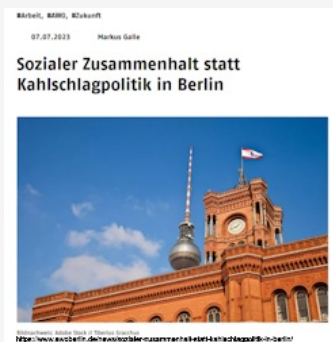 #Arbeit, #AWO, #Zukunft
07.07.2023 Markus Galle
Sozialer Zusammenhalt statt
Kahlschlagpolitik in Berlin
Bildnachweis: Adobe Stock // Tiberius Gracchus
https://www.awoberlin.de/news/sozialer-zusammenhalt-statt-kahlschlagpolitik-in-berlin/